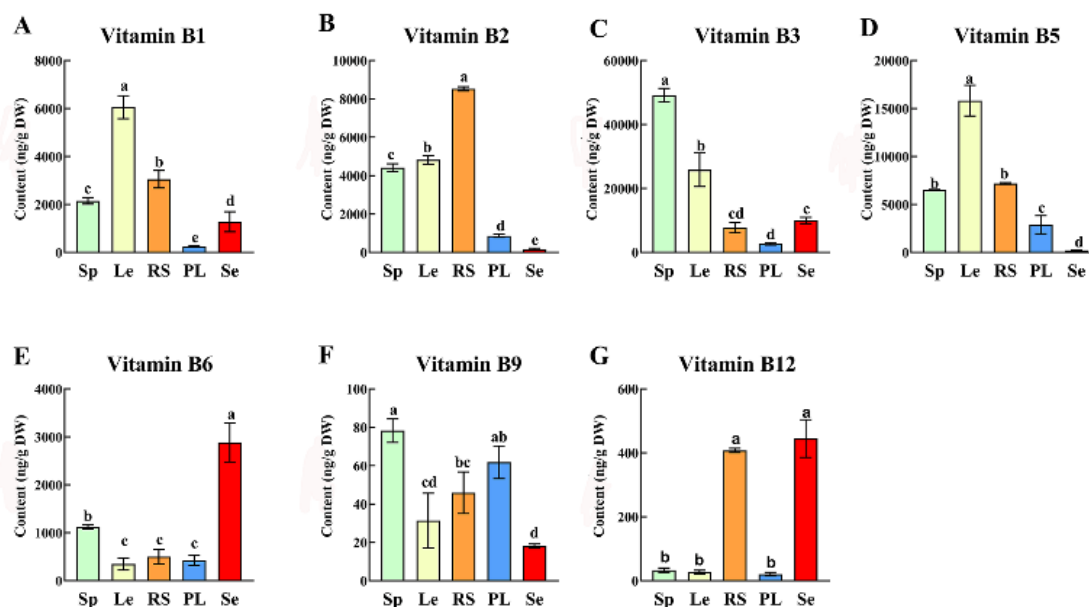 A
Vitamin B1
Content (ng/g DW)
8000
6000
4000
2000
0
c a b e d
Sp Le RS PL Se
B
Vitamin B2
Content (ng/g DW)
10000
8000
6000
4000
2000
0
c b a d e
Sp Le RS PL Se
C
Vitamin B3
Content (ng/g DW)
60000
40000
20000
0
a b cd d c
Sp Le RS PL Se
D
Vitamin B5
Content (ng/g DW)
20000
15000
10000
5000
0
b a b c d
Sp Le RS PL Se
E
Vitamin B6
Content (ng/g DW)
4000
3000
2000
1000
0
b c c c a
Sp Le RS PL Se
F
Vitamin B9
Content (ng/g DW)
100
80
60
40
20
0
a cd bc ab d
Sp Le RS PL Se
G
Vitamin B12
Content (ng/g DW)
600
400
200
0
b b a b a
Sp Le RS PL Se